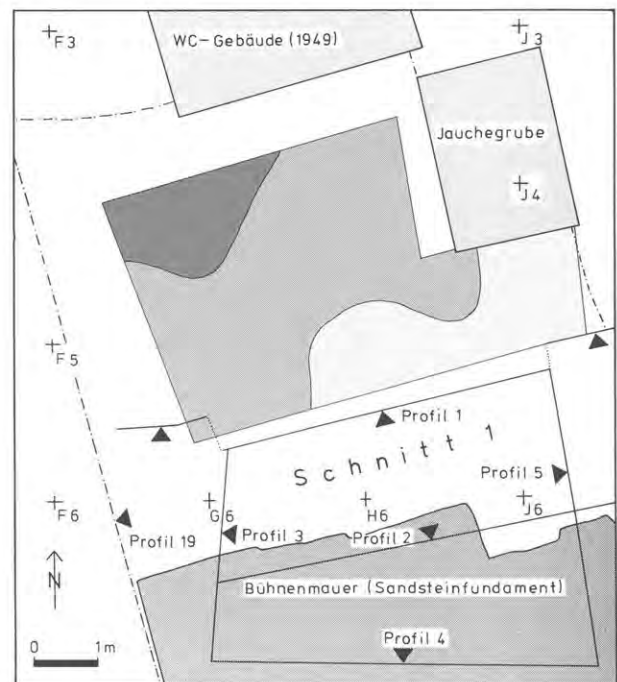 F3
WC-Gebäude (1949)
J3
Jauchegrube
J4
F5
Profil 1
Schnitt 1
Profil 5
F6
G6
H6
J6
Profil 19
Profil 3
Profil 2
N
Bühnenmauer (Sandsteinfundament)
Profil 4
0 1m